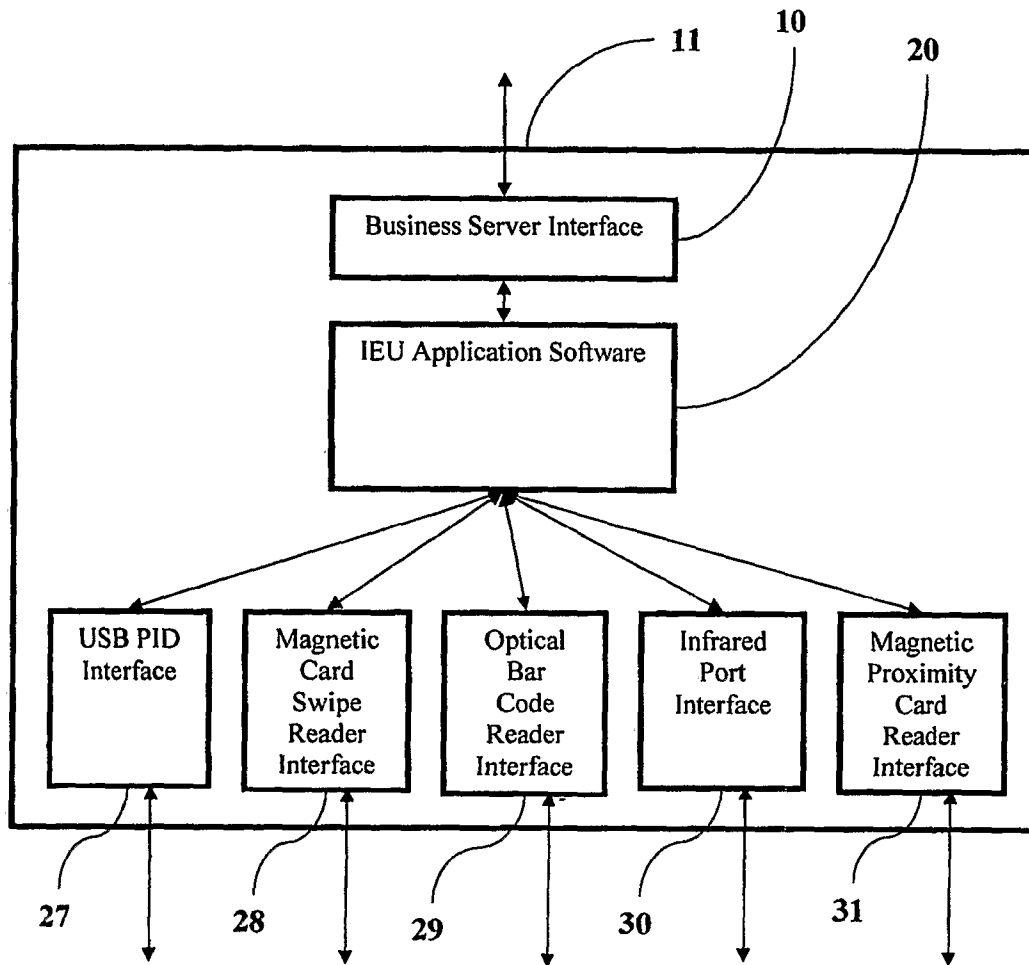 10
11
20
Business Server Interface
IEU Application Software
USB PID
Interface
Magnetic
Card
Swipe
Reader
Interface
Optical
Bar
Code
Reader
Interface
Infrared
Port
Interface
Magnetic
Proximity
Card
Reader
Interface
27
28
29
30
31